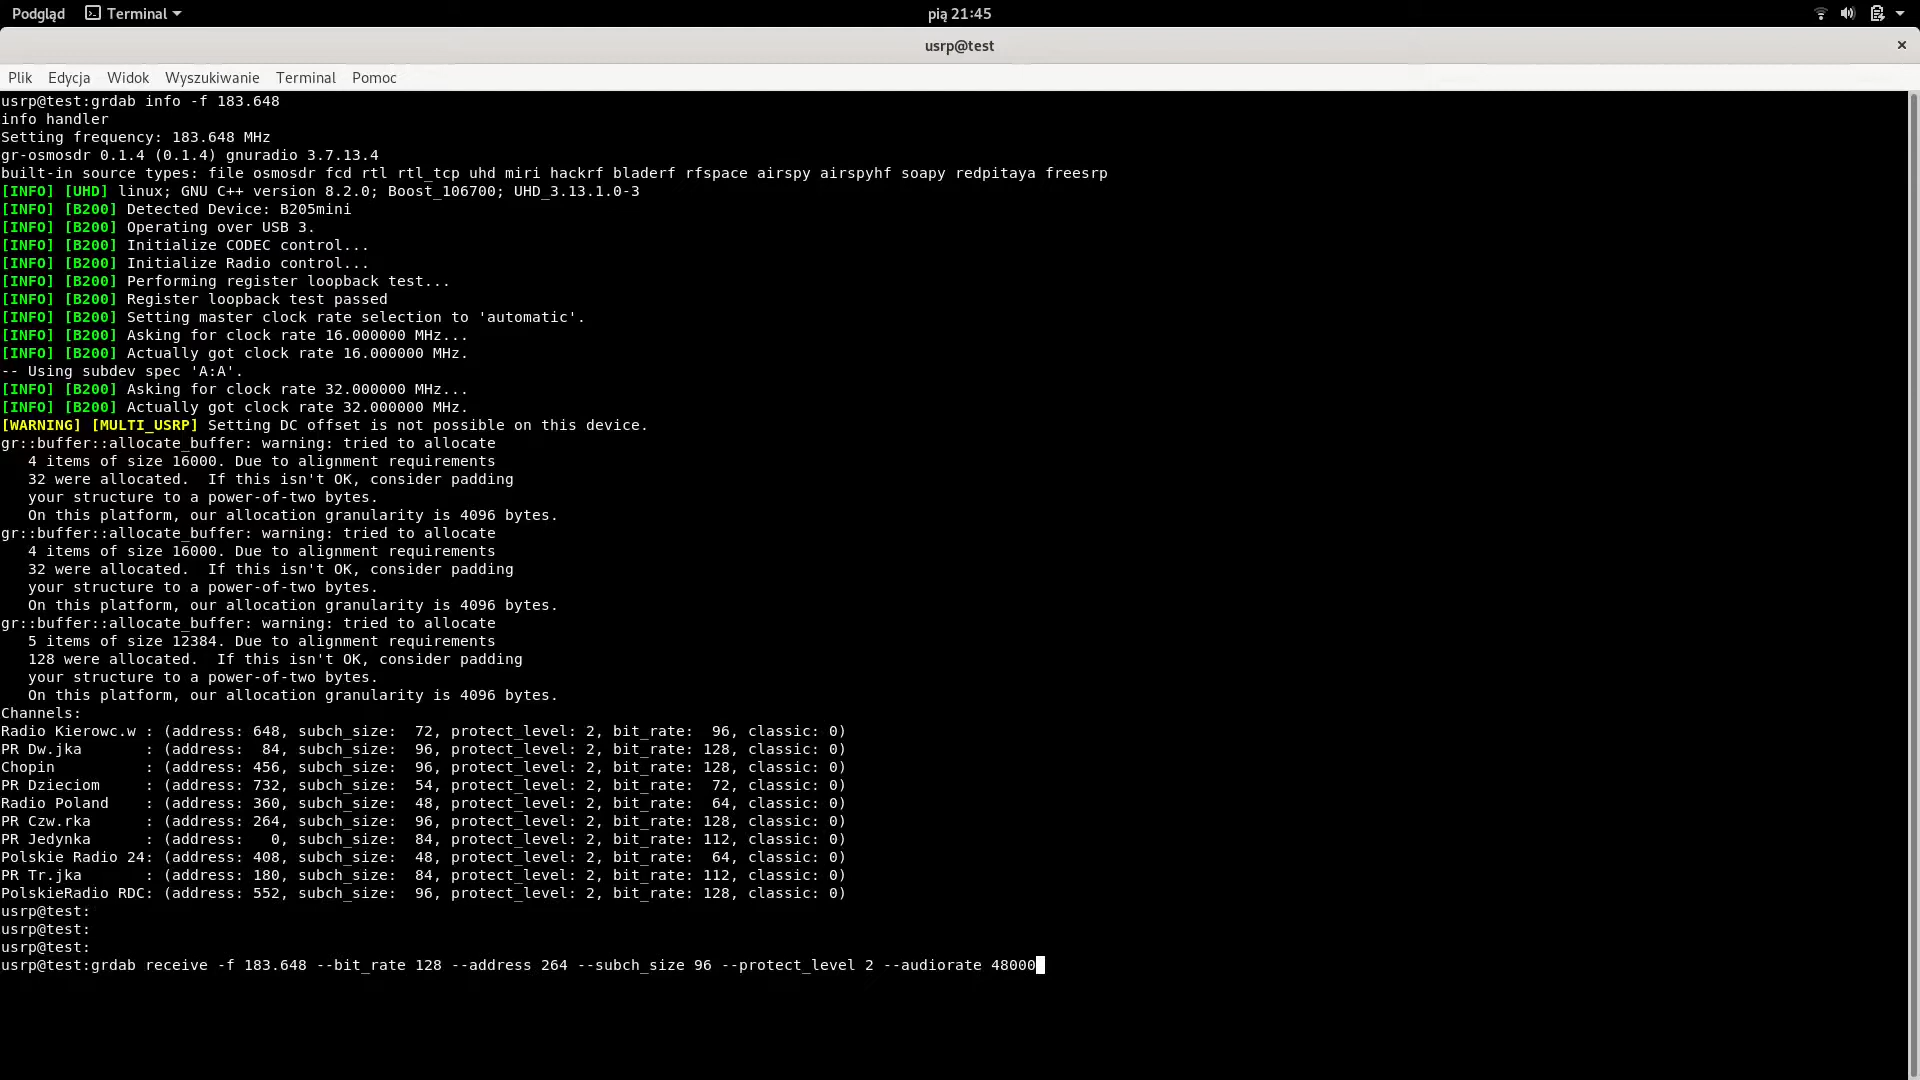 Podgląd Terminal pią 21:45
usrp@test
Plik Edycja Widok Wyszukiwanie Terminal Pomoc
usrp@test:grdab info -f 183.648
info handler
Setting frequency: 183.648 MHz
gr-osmosdr 0.1.4 (0.1.4) gnuradio 3.7.13.4
built-in source types: file osmosdr fcd rtl rtl_tcp uhd miri hackrf bladerf rfspace airspy airspyhf soapy redpitaya freesrp
[INFO] [UHD] linux; GNU C++ version 8.2.0; Boost_106700; UHD_3.13.1.0-3
[INFO] [B200] Detected Device: B205mini
[INFO] [B200] Operating over USB 3.
[INFO] [B200] Initialize CODEC control...
[INFO] [B200] Initialize Radio control...
[INFO] [B200] Performing register loopback test...
[INFO] [B200] Register loopback test passed
[INFO] [B200] Setting master clock rate selection to 'automatic'.
[INFO] [B200] Asking for clock rate 16.000000 MHz...
[INFO] [B200] Actually got clock rate 16.000000 MHz.
-- Using subdev spec 'A:A'.
[INFO] [B200] Asking for clock rate 32.000000 MHz...
[INFO] [B200] Actually got clock rate 32.000000 MHz.
[WARNING] [MULTI_USRP] Setting DC offset is not possible on this device.
gr::buffer::allocate_buffer: warning: tried to allocate
   4 items of size 16000. Due to alignment requirements
   32 were allocated.  If this isn't OK, consider padding
   your structure to a power-of-two bytes.
   On this platform, our allocation granularity is 4096 bytes.
gr::buffer::allocate_buffer: warning: tried to allocate
   4 items of size 16000. Due to alignment requirements
   32 were allocated.  If this isn't OK, consider padding
   your structure to a power-of-two bytes.
   On this platform, our allocation granularity is 4096 bytes.
gr::buffer::allocate_buffer: warning: tried to allocate
   5 items of size 12384. Due to alignment requirements
   128 were allocated.  If this isn't OK, consider padding
   your structure to a power-of-two bytes.
   On this platform, our allocation granularity is 4096 bytes.
Channels:
Radio Kierowc.w : (address: 648, subch_size:  72, protect_level: 2, bit_rate:  96, classic: 0)
PR Dw.jka       : (address:  84, subch_size:  96, protect_level: 2, bit_rate: 128, classic: 0)
Chopin          : (address: 456, subch_size:  96, protect_level: 2, bit_rate: 128, classic: 0)
PR Dzieciom     : (address: 732, subch_size:  54, protect_level: 2, bit_rate:  72, classic: 0)
Radio Poland    : (address: 360, subch_size:  48, protect_level: 2, bit_rate:  64, classic: 0)
PR Czw.rka      : (address: 264, subch_size:  96, protect_level: 2, bit_rate: 128, classic: 0)
PR Jedynka      : (address:   0, subch_size:  84, protect_level: 2, bit_rate: 112, classic: 0)
Polskie Radio 24: (address: 408, subch_size:  48, protect_level: 2, bit_rate:  64, classic: 0)
PR Tr.jka       : (address: 180, subch_size:  84, protect_level: 2, bit_rate: 112, classic: 0)
PolskieRadio RDC: (address: 552, subch_size:  96, protect_level: 2, bit_rate: 128, classic: 0)
usrp@test:
usrp@test:
usrp@test:
usrp@test:grdab receive -f 183.648 --bit_rate 128 --address 264 --subch_size 96 --protect_level 2 --audiorate 48000